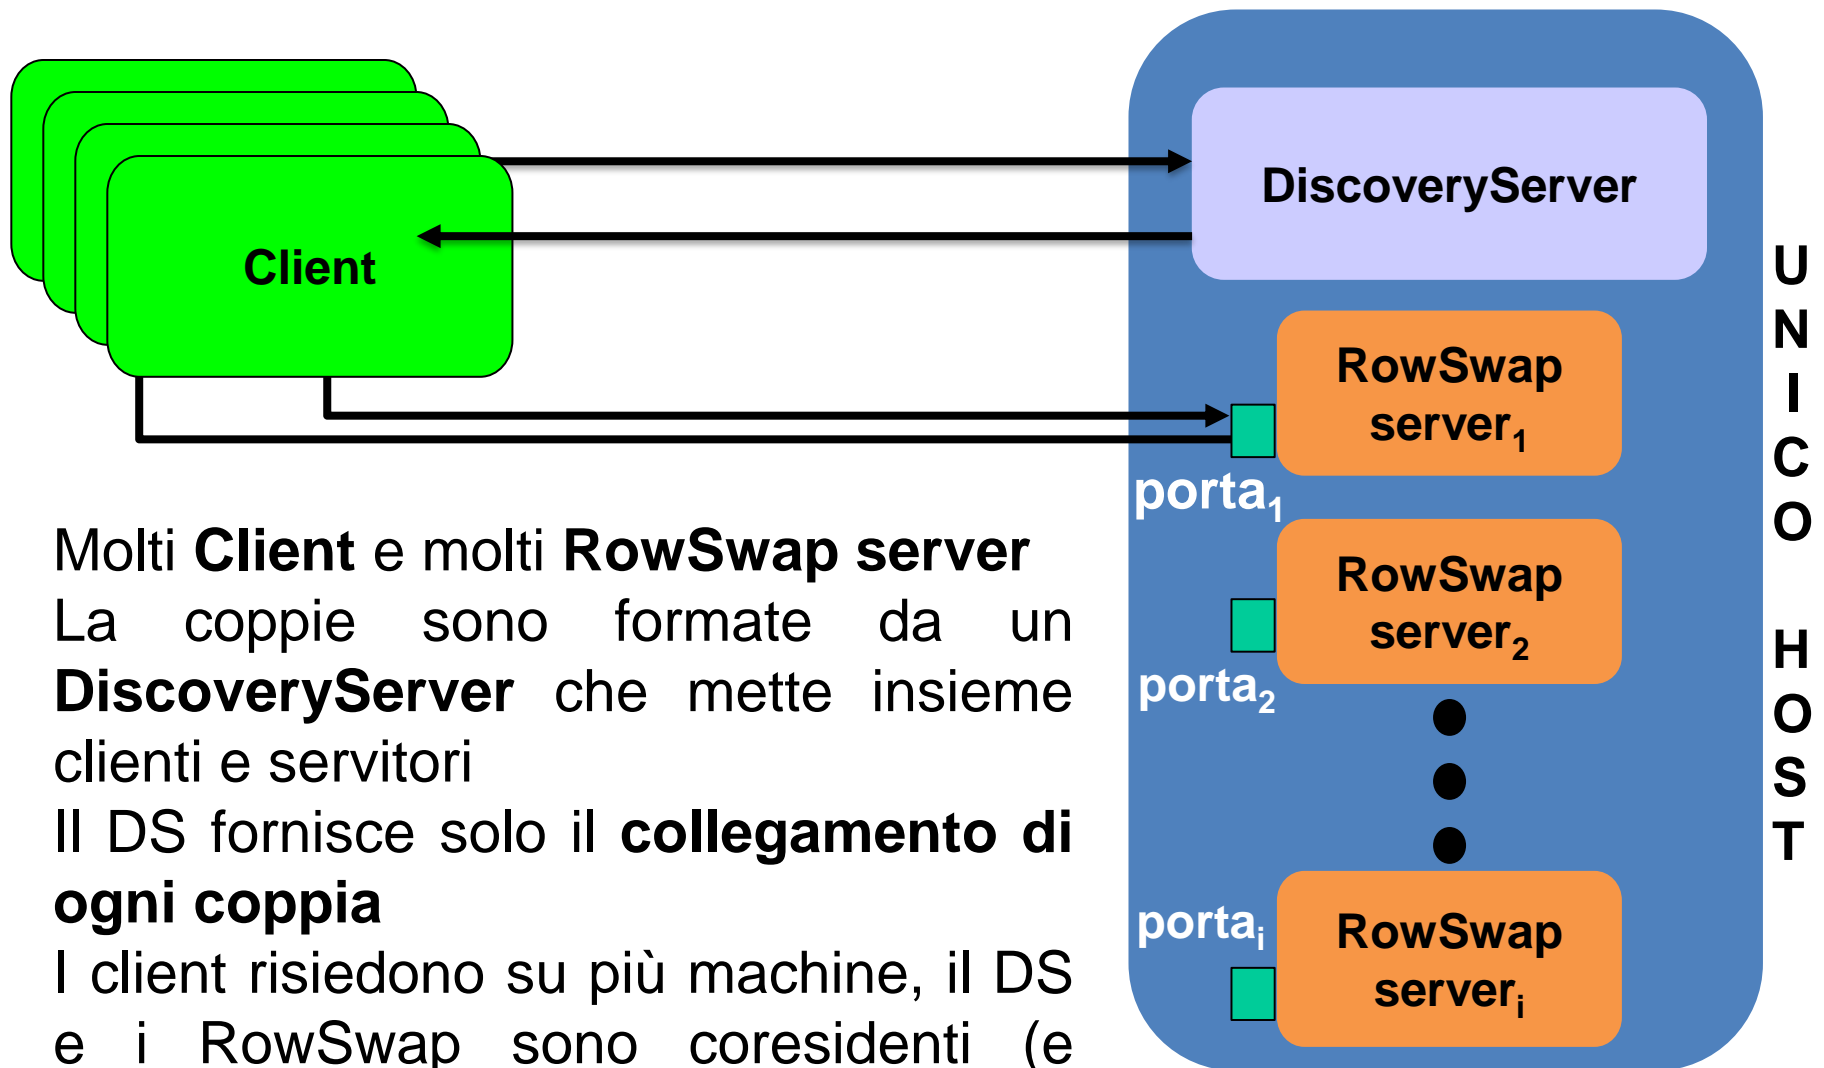 DiscoveryServer
Client
RowSwap
server1
porta1
RowSwap
server2
porta2
porta i
RowSwap
server i
U
N
I
C
O
H
O
S
T
Molti Client e molti RowSwap server
La coppie sono formate da un
DiscoveryServer che mette insieme
clienti e servitori
Il DS fornisce solo il collegamento di
ogni coppia
I client risiedono su più machine, il DS
e i RowSwap sono coresidenti (e